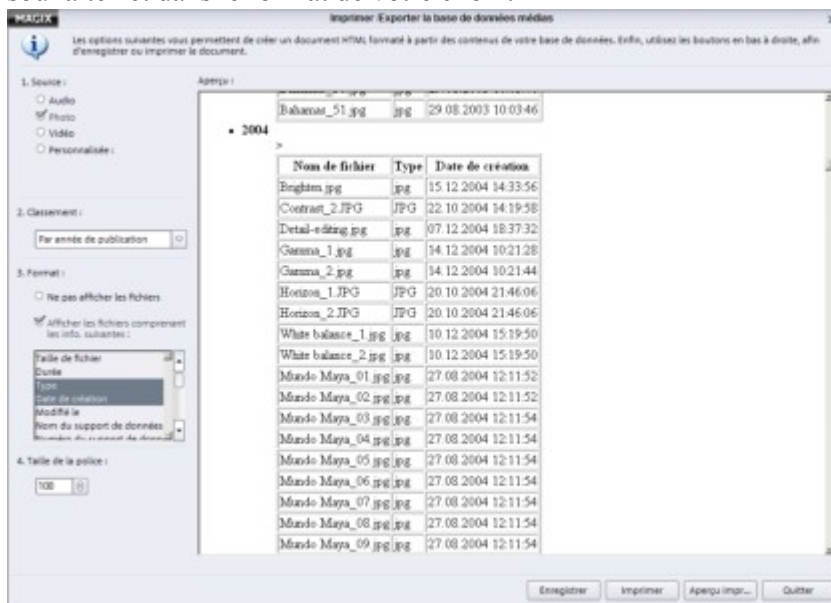 MAGIX
Imprimer /Exporter la base de données médias
Les options suivantes vous permettent de créer un document HTML formaté à partir des contenus de votre base de données. Enfin, utilisez les boutons en bas à droite, afin
d'enregistrer ou imprimer le document.
1. Source :
Audio
Photo
Vidéo
Personnalisée :
2. Classement :
Par année de publication
3. Format :
Ne pas afficher les fichiers
Afficher les fichiers comprenant
les info. suivantes :
Taille de fichier
Durée
Type
Date de création
Modifié le
Nom du support de données
4. Taille de la police :
100
Aperçu :
Bahamas_51.jpg jpg 29.08.2003 10:03:46
• 2004
>
Nom de fichier Type Date de création
Brighten.jpg jpg 15.12.2004 14:33:56
Contrast_2.JPG JPG 22.10.2004 14:19:58
Detail-editing.jpg jpg 07.12.2004 18:37:32
Gamma_1.jpg jpg 14.12.2004 10:21:28
Gamma_2.jpg jpg 14.12.2004 10:21:44
Horizon_1.JPG JPG 20.10.2004 21:46:06
Horizon_2.JPG JPG 20.10.2004 21:46:06
White balance_1.jpg jpg 10.12.2004 15:19:50
White balance_2.jpg jpg 10.12.2004 15:19:50
Mundo Maya_01.jpg jpg 27.08.2004 12:11:52
Mundo Maya_02.jpg jpg 27.08.2004 12:11:52
Mundo Maya_03.jpg jpg 27.08.2004 12:11:54
Mundo Maya_04.jpg jpg 27.08.2004 12:11:54
Mundo Maya_05.jpg jpg 27.08.2004 12:11:54
Mundo Maya_06.jpg jpg 27.08.2004 12:11:54
Mundo Maya_07.jpg jpg 27.08.2004 12:11:54
Mundo Maya_08.jpg jpg 27.08.2004 12:11:54
Mundo Maya_09.jpg jpg 27.08.2004 12:11:54
Enregistrer Imprimer Aperçu impr... Quitter